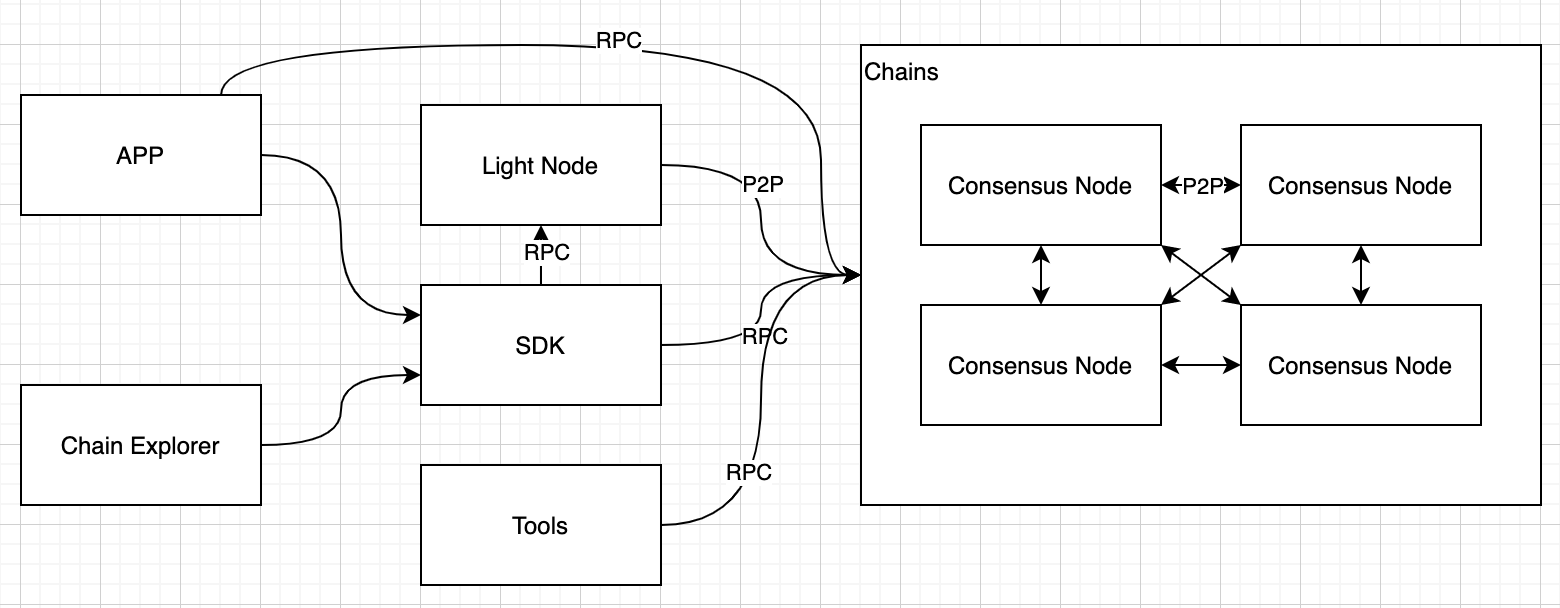 RPC
Chains
APP
Light Node
P2P
Consensus Node
P2P
Consensus Node
RPC
SDK
RPC
Consensus Node
Consensus Node
Chain Explorer
RPC
Tools